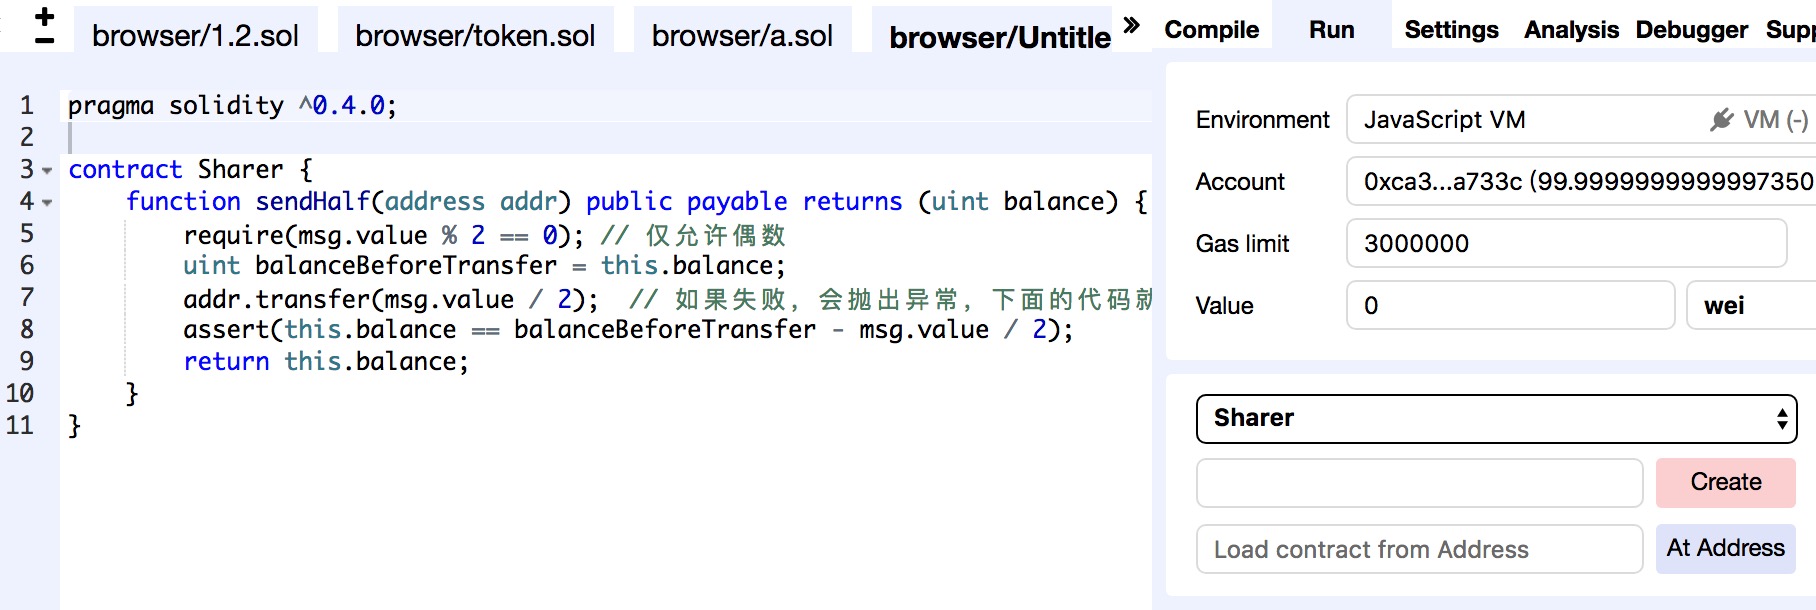 browser/1.2.sol browser/token.sol browser/a.sol browser/Untitle »
Compile Run Settings Analysis Debugger Supp
1 pragma solidity ^0.4.0;
2
3 contract Sharer {
4 function sendHalf(address addr) public payable returns (uint balance) {
5 require(msg.value % 2 == 0); // 仅允许偶数
6 uint balanceBeforeTransfer = this.balance;
7 addr.transfer(msg.value / 2); // 如果失败，会抛出异常，下面的代码就
8 assert(this.balance == balanceBeforeTransfer - msg.value / 2);
9 return this.balance;
10 }
11 }
Environment JavaScript VM VM (-)
Account 0xca3...a733c (99.9999999999997350
Gas limit 3000000
Value 0 wei
Sharer
Create
Load contract from Address At Address